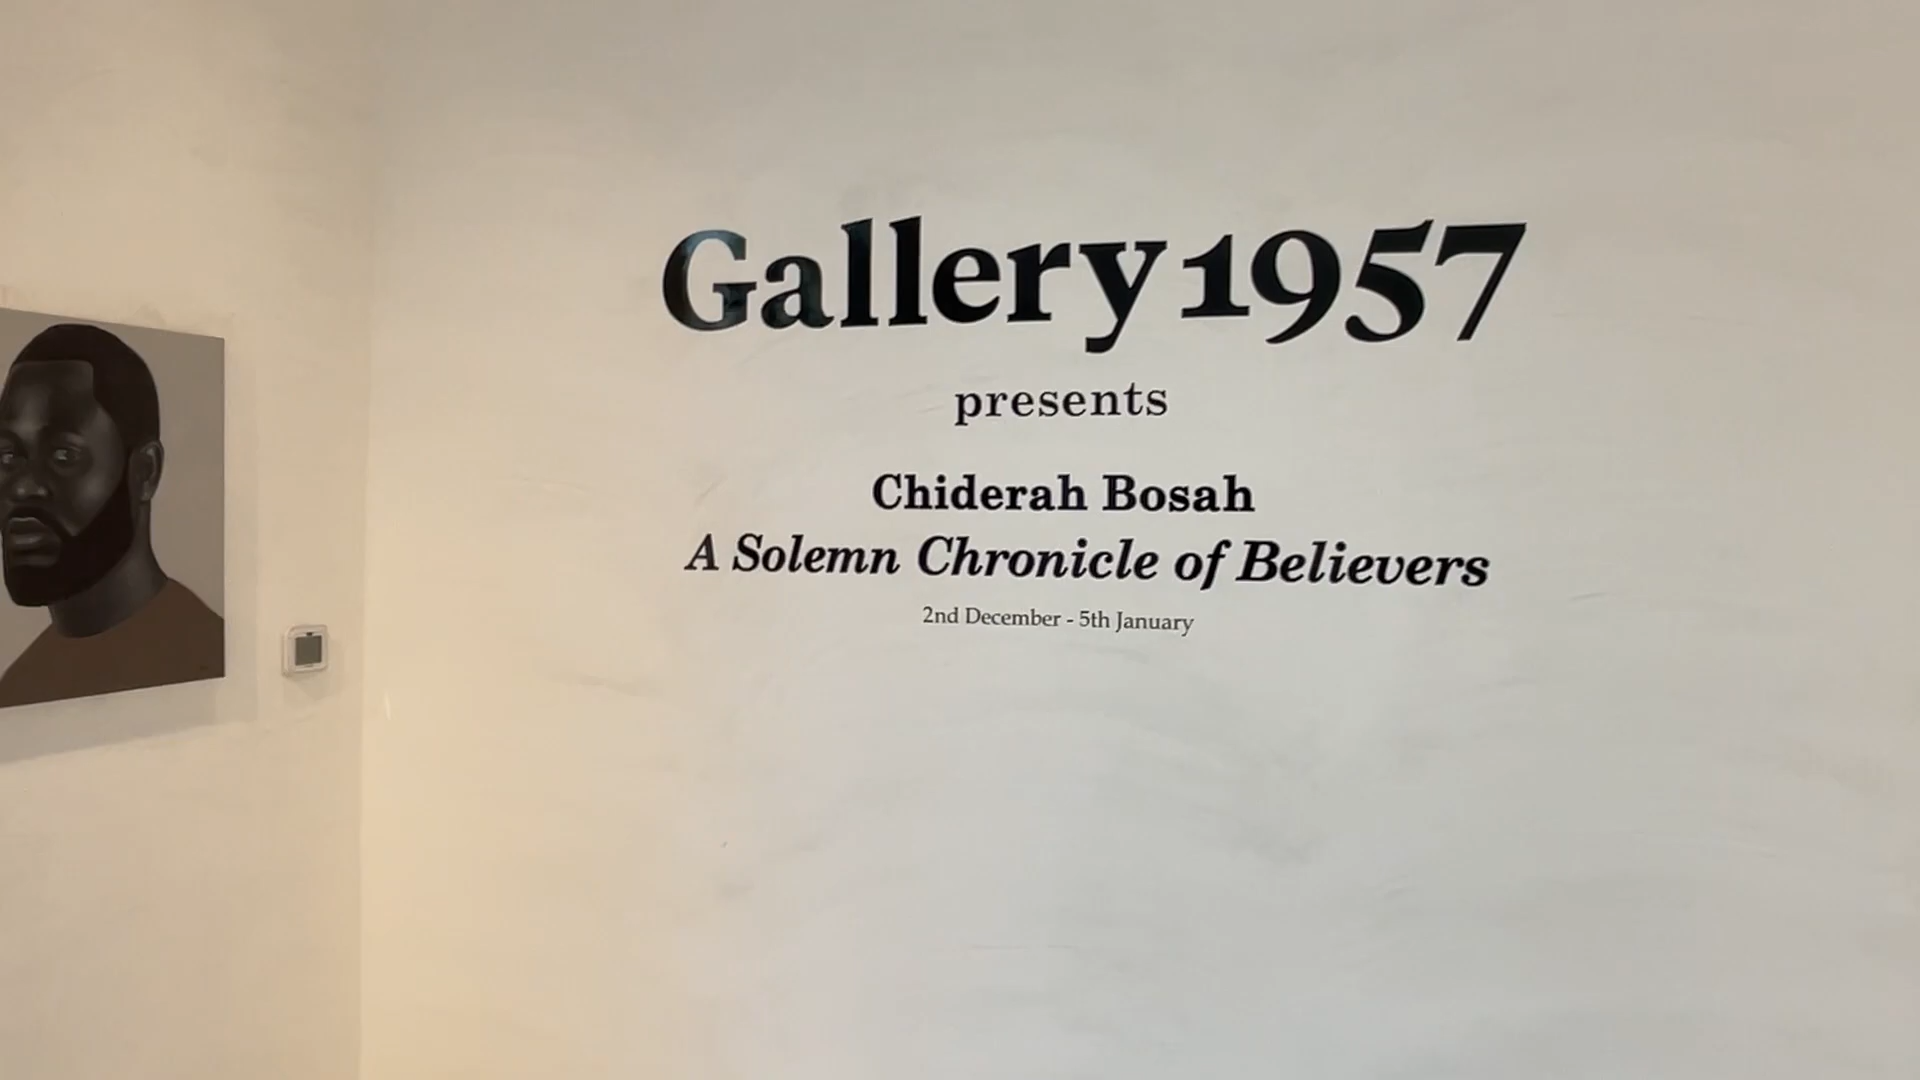 Gallery 1957
presents
Chiderah Bosah
A Solemn Chronicle of Believers
2nd December - 5th January